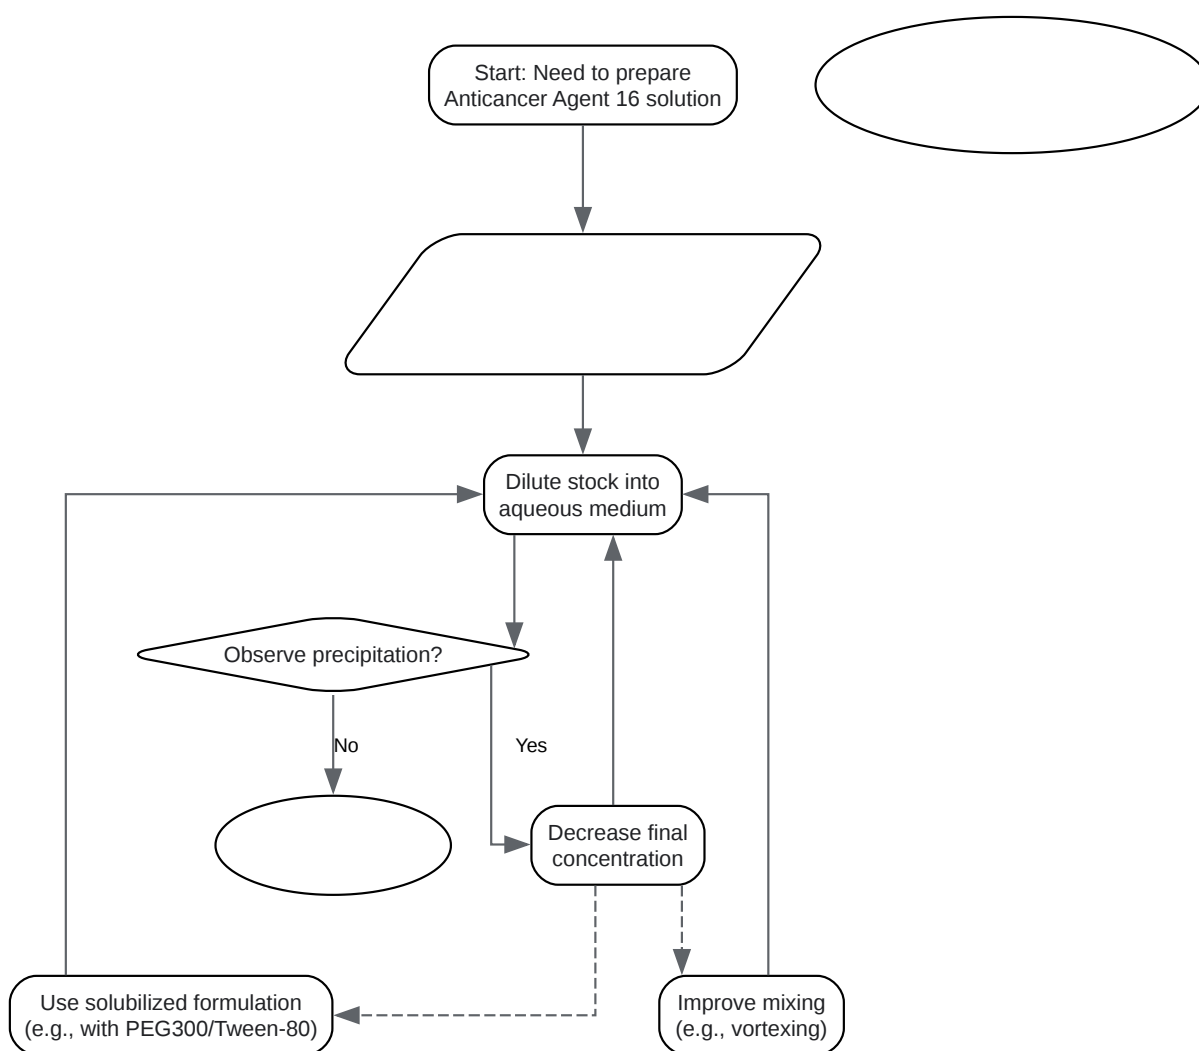 Start: Need to prepare
Anticancer Agent 16 solution
Dilute stock into
aqueous medium
Observe precipitation?
No
Yes
Decrease final
concentration
Use solubilized formulation
(e.g., with PEG300/Tween-80)
Improve mixing
(e.g., vortexing)